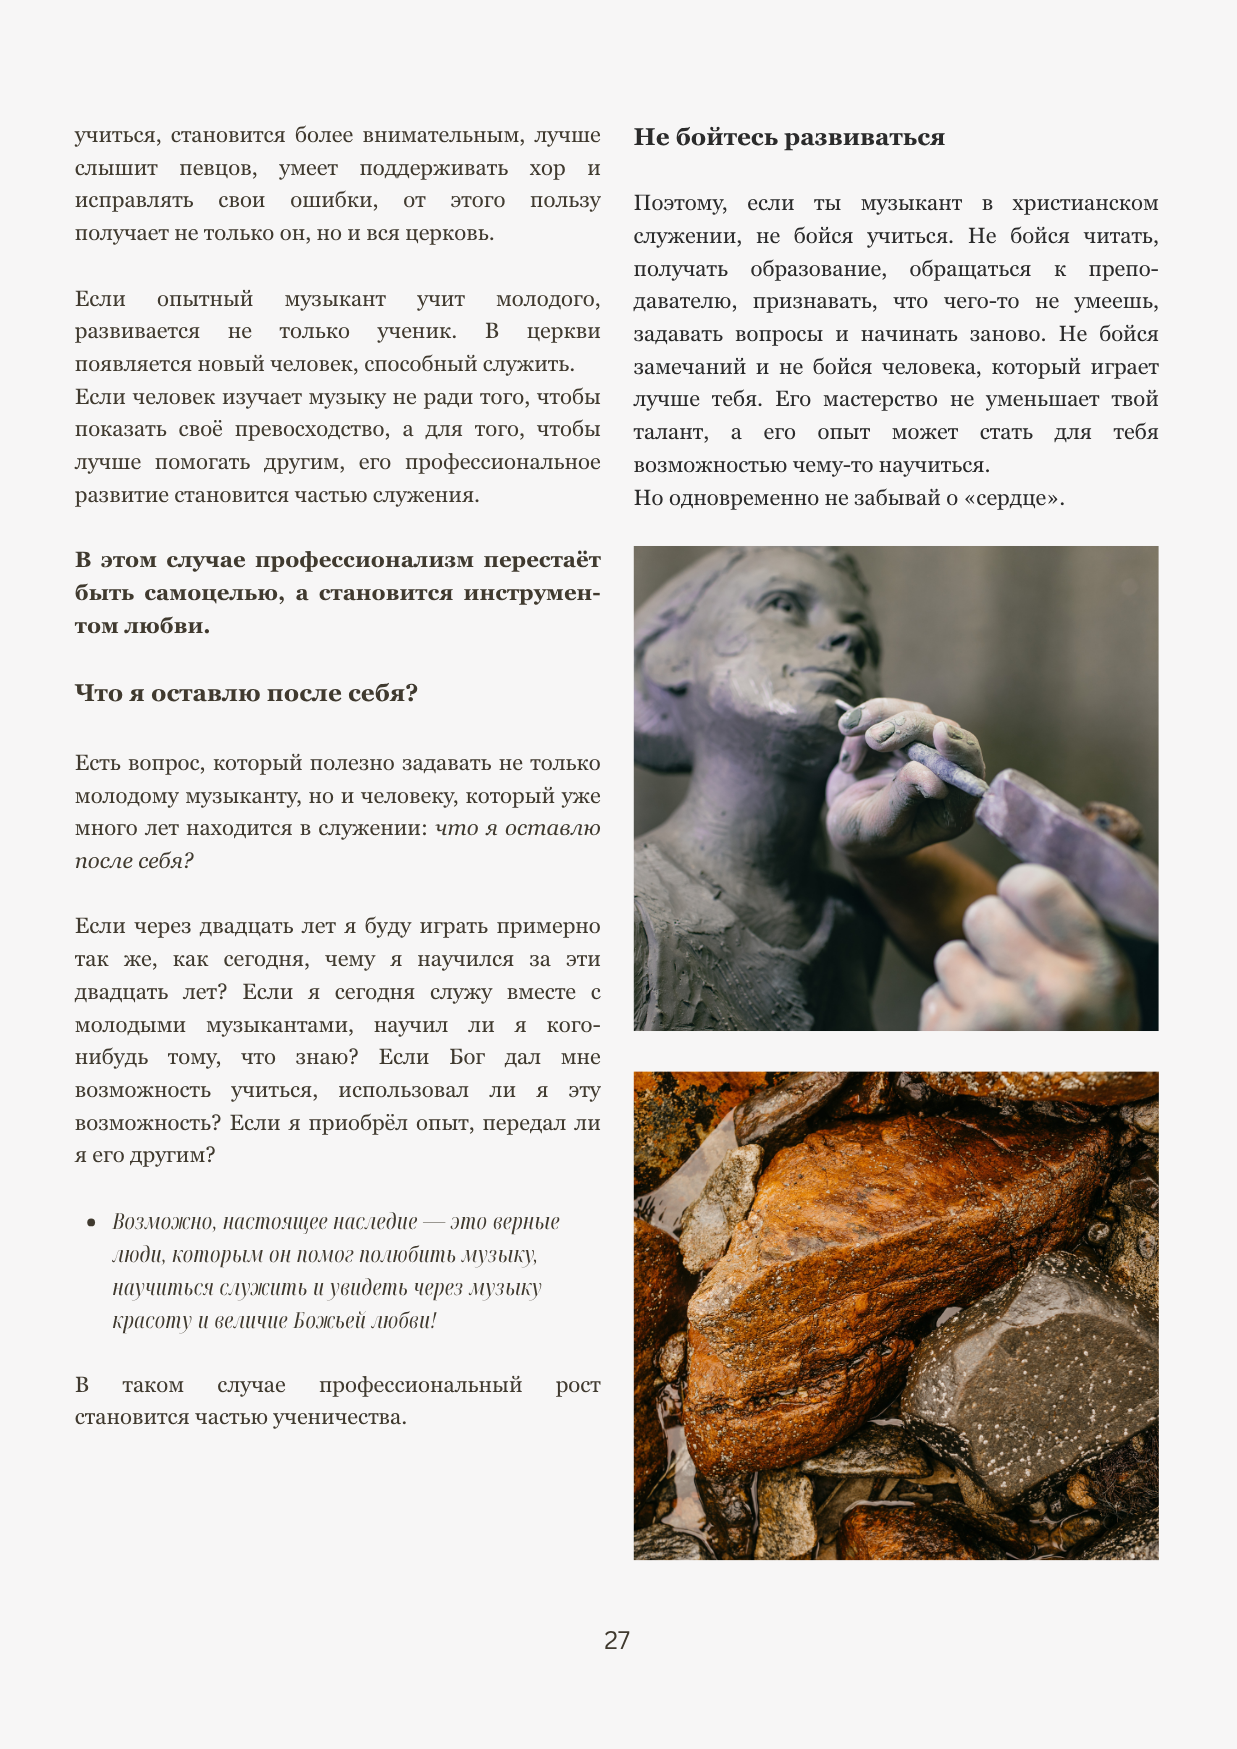 учиться, становится более внимательным, лучше
слышит певцов, умеет поддерживать хор и
исправлять свои ошибки, от этого пользу
получает не только он, но и вся церковь.
Если опытный музыкант учит молодого,
развивается не только ученик. В церкви
появляется новый человек, способный служить.
Если человек изучает музыку не ради того, чтобы
показать своё превосходство, а для того, чтобы
лучше помогать другим, его профессиональное
развитие становится частью служения.
В этом случае профессионализм перестаёт
быть самоцелью, а становится инструмен-
том любви.
Что я оставлю после себя?
Есть вопрос, который полезно задавать не только
молодому музыканту, но и человеку, который уже
много лет находится в служении: что я оставлю
после себя?
Если через двадцать лет я буду играть примерно
так же, как сегодня, чему я научился за эти
двадцать лет? Если я сегодня служу вместе с
молодыми музыкантами, научил ли я кого-
нибудь тому, что знаю? Если Бог дал мне
возможность учиться, использовал ли я эту
возможность? Если я приобрёл опыт, передал ли
я его другим?
• Возможно, настоящее наследие — это верные
люди, которым он помог полюбить музыку,
научиться служить и увидеть через музыку
красоту и величие Божьей любви!
В таком случае профессиональный рост
становится частью ученичества.
Не бойтесь развиваться
Поэтому, если ты музыкант в христианском
служении, не бойся учиться. Не бойся читать,
получать образование, обращаться к препо-
давателю, признавать, что чего-то не умеешь,
задавать вопросы и начинать заново. Не бойся
замечаний и не бойся человека, который играет
лучше тебя. Его мастерство не уменьшает твой
талант, а его опыт может стать для тебя
возможностью чему-то научиться.
Но одновременно не забывай о «сердце».
27